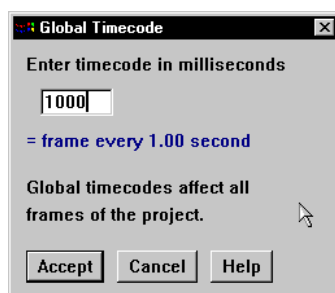 Global Timecode
Enter timecode in milliseconds
1000
= frame every 1.00 second
Global timecodes affect all
frames of the project.
Accept Cancel Help